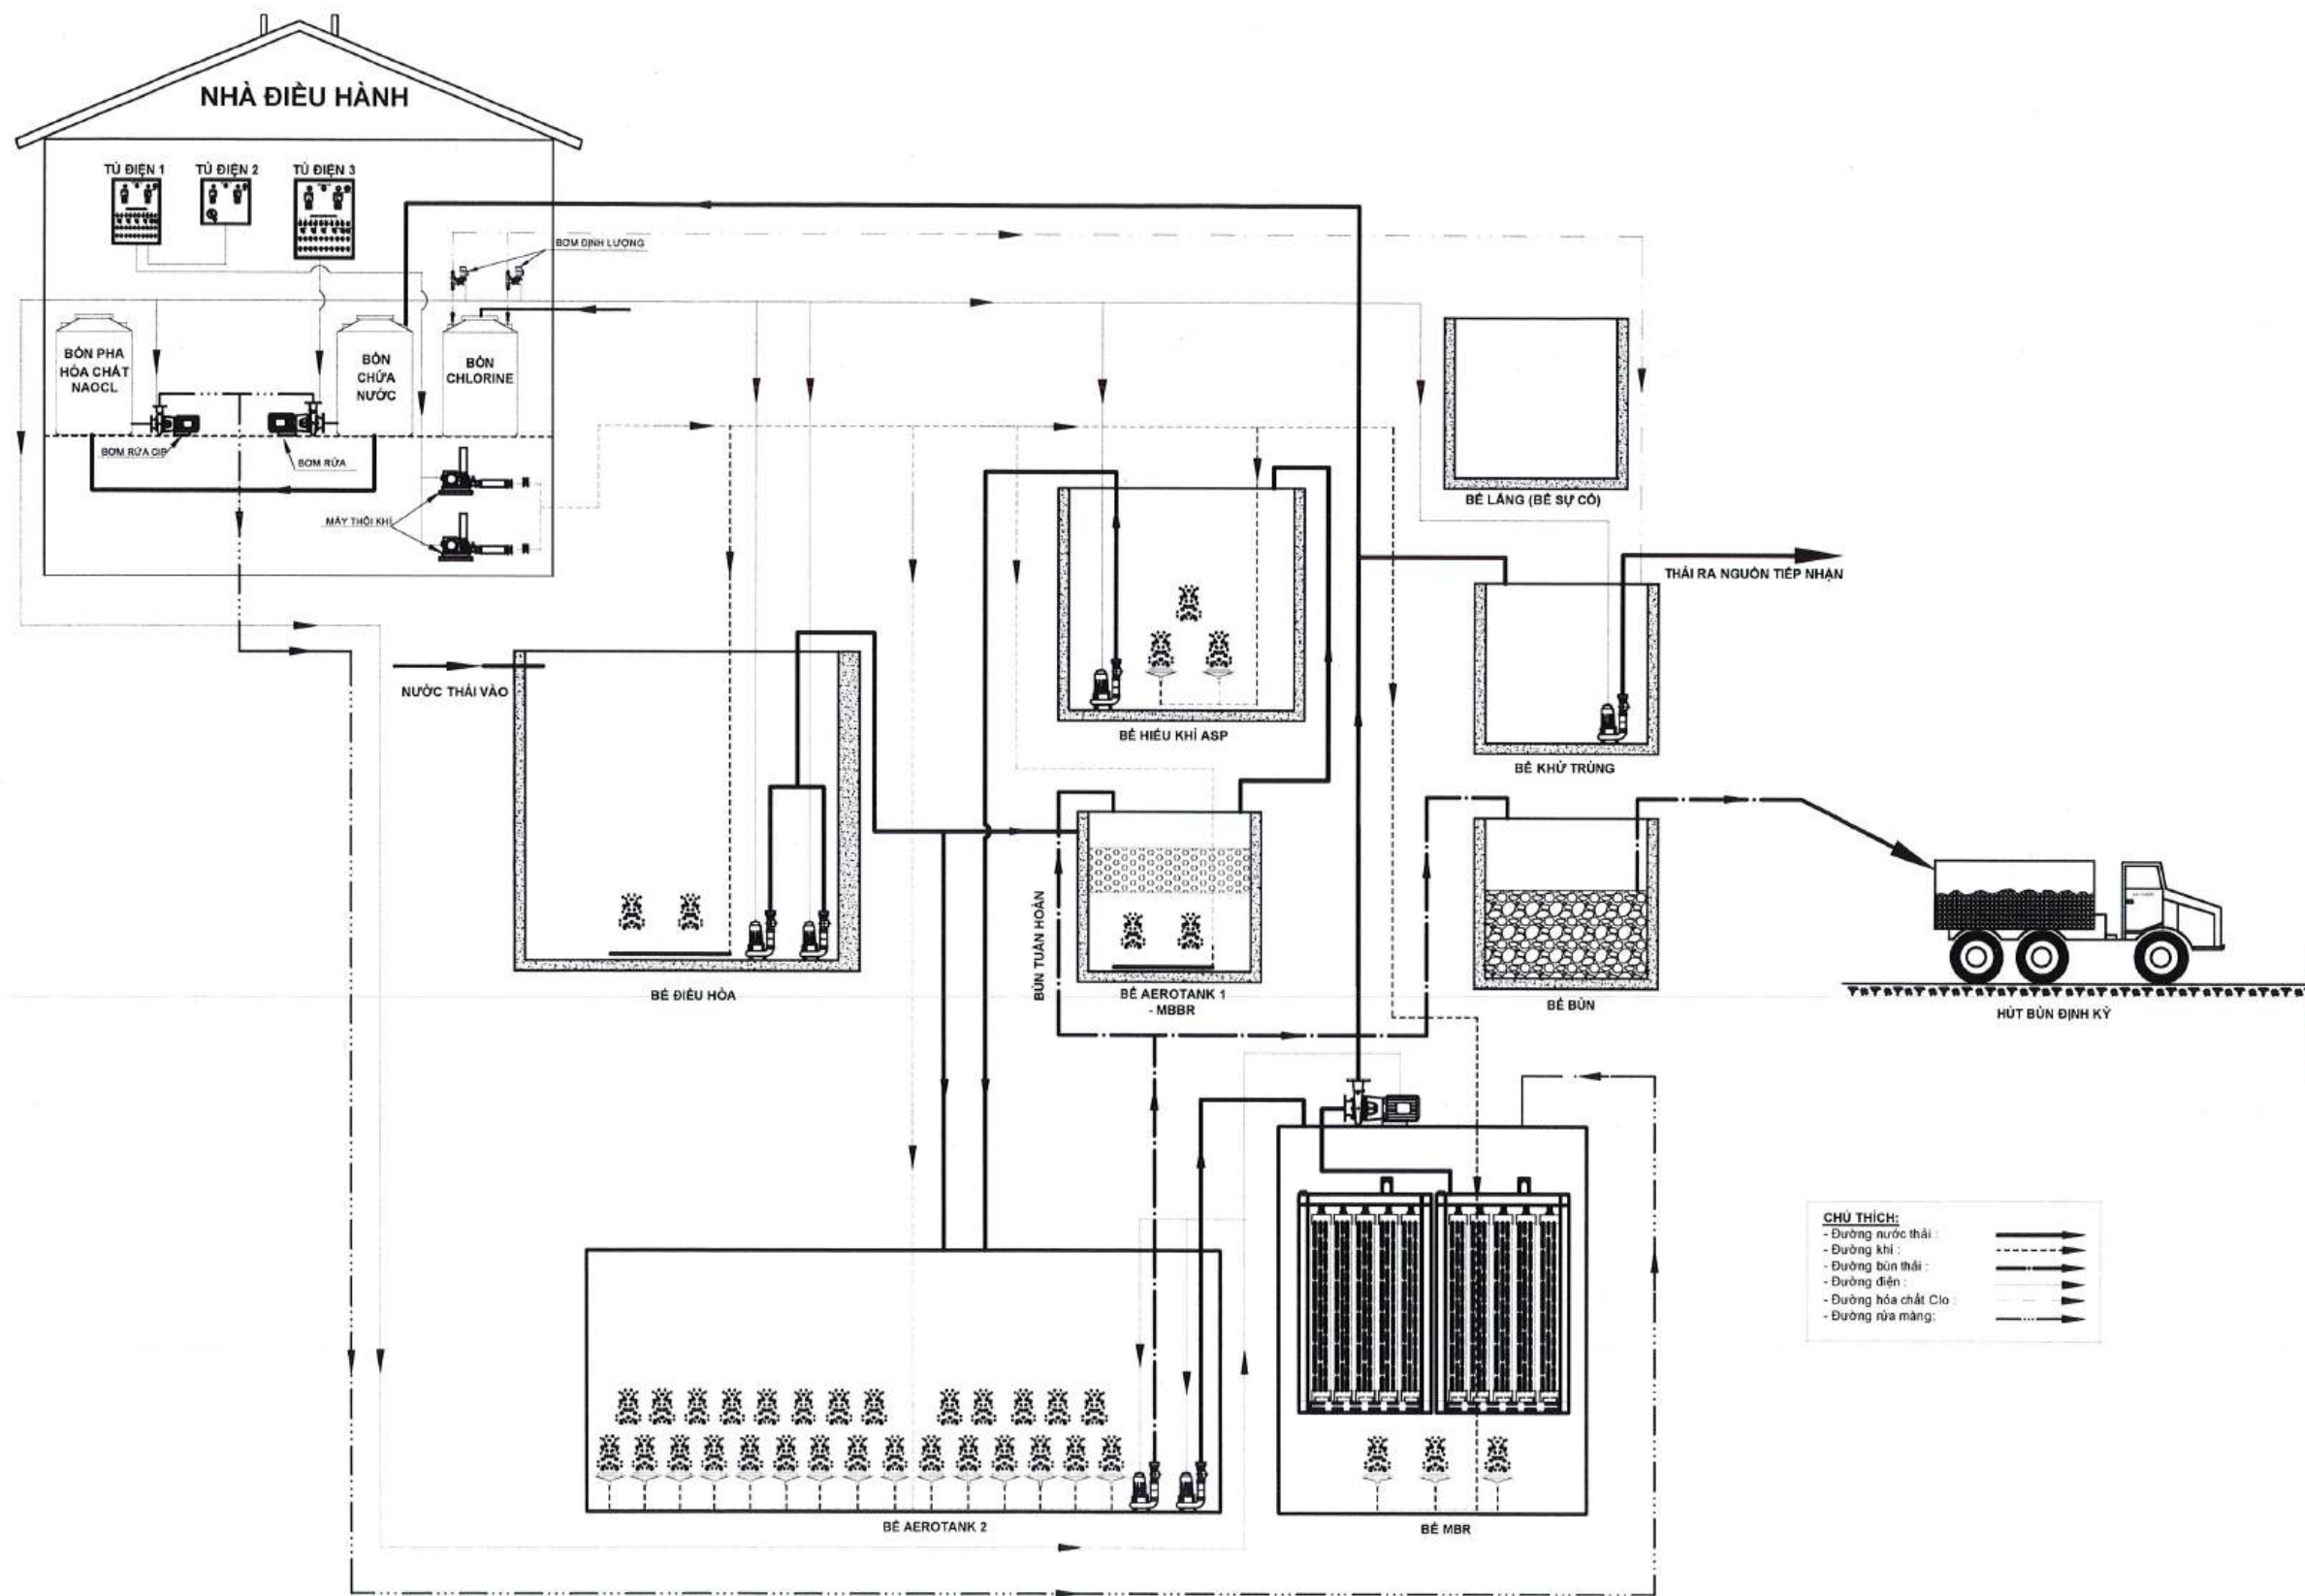 NHÀ ĐIỀU HÀNH
TỦ ĐIỆN 1
TỦ ĐIỆN 2
TỦ ĐIỆN 3
BƠM ĐỊNH LƯỢNG
BỒN PHA
HÓA CHẤT
NAOCL
BỒN
CHỨA
NƯỚC
BỒN
CHLORINE
BƠM RỬA CIP
BƠM RỬA
MÁY THỔI KHÍ
BỂ LẮNG (BỂ SỰ CỐ)
THẢI RA NGUỒN TIẾP NHẬN
NƯỚC THẢI VÀO
BỂ HIẾU KHÍ ASP
BỂ KHỬ TRÙNG
BÙN TUẦN HOÀN
BỂ ĐIỀU HÒA
BỂ AEROTANK 1
- MBBR
BỂ BÙN
HÚT BÙN ĐỊNH KỲ
CHÚ THÍCH:
- Đường nước thải :
- Đường khí :
- Đường bùn thải :
- Đường điện :
- Đường hóa chất Clo :
- Đường rửa màng:
BỂ AEROTANK 2
BỂ MBR